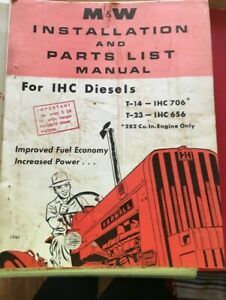 M&W
INSTALLATION
AND
PARTS LIST
MANUAL
For IHC Diesels
IMPORTANT
T-14 - IHC 706*
T-23 - IHC 656
*282 Cu. In. Engine Only
Improved Fuel Economy
Increased Power . . .
FARMALL